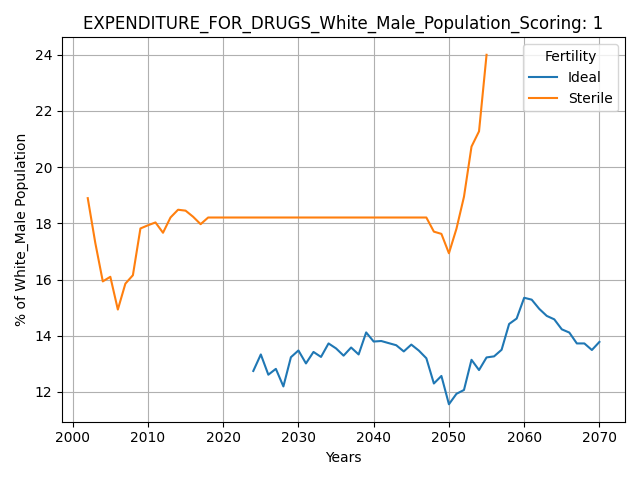 EXPENDITURE_FOR_DRUGS_White_Male_Population_Scoring: 1
Fertility
Ideal
Sterile
% of White_Male Population
24
22
20
18
16
14
12
2000 2010 2020 2030 2040 2050 2060 2070
Years